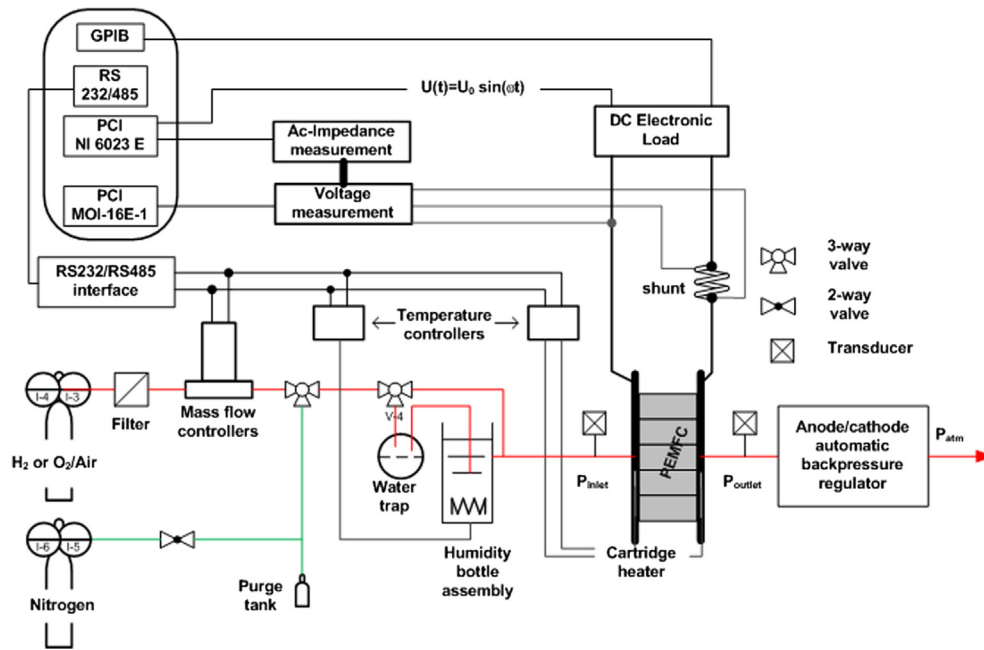 GPIB
RS
232/485
PCI
NI 6023 E
PCI
MOI-16E-1
U(t)=U₀ sin(ωt)
Ac-Impedance
measurement
Voltage
measurement
DC Electronic
Load
RS232/RS485
interface
shunt
3-way
valve
2-way
valve
Transducer
Temperature
controllers
I-4
I-3
Filter
Mass flow
controllers
V-4
H₂ or O₂/Air
Water
trap
Humidity
bottle
assembly
P inlet
PEMFC
P outlet
Anode/cathode
automatic
backpressure
regulator
P atm
Cartridge
heater
I-6
I-5
Nitrogen
Purge
tank